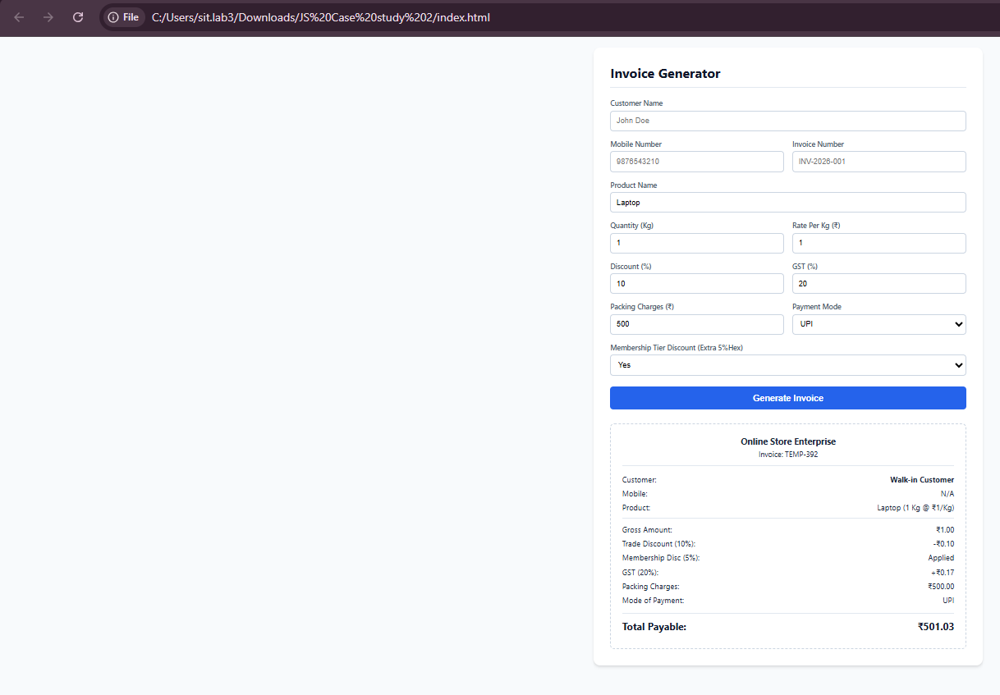 File C:/Users/sit.lab3/Downloads/JS%20Case%20study%202/index.html
Invoice Generator
Customer Name
John Doe
Mobile Number Invoice Number
9876543210 INV-2026-001
Product Name
Laptop
Quantity (Kg) Rate Per Kg (₹)
1 1
Discount (%) GST (%)
10 20
Packing Charges (₹) Payment Mode
500 UPI
Membership Tier Discount (Extra 5%Hex)
Yes
Generate Invoice
Online Store Enterprise
Invoice: TEMP-392
Customer: Walk-in Customer
Mobile: N/A
Product: Laptop (1 Kg @ ₹1/Kg)
Gross Amount: ₹1.00
Trade Discount (10%): -₹0.10
Membership Disc (5%): Applied
GST (20%): +₹0.17
Packing Charges: ₹500.00
Mode of Payment: UPI
Total Payable: ₹501.03